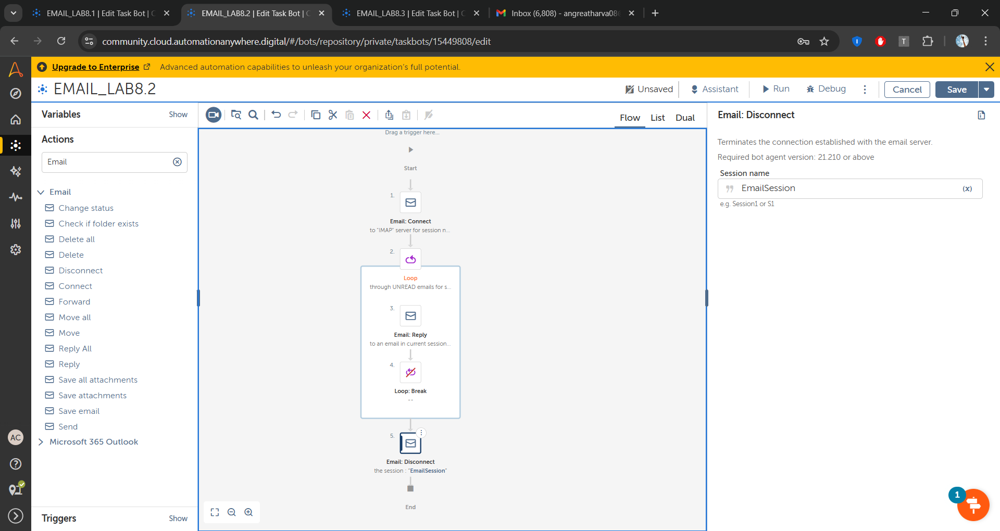 EMAIL_LAB8.1 | Edit Task Bot | C
EMAIL_LAB8.2 | Edit Task Bot | C
EMAIL_LAB8.3 | Edit Task Bot | C
Inbox (6,808) - angreatharva08
community.cloud.automationanywhere.digital/#/bots/repository/private/taskbots/15449808/edit
T
Upgrade to Enterprise Advanced automation capabilities to unleash your organization's full potential.
EMAIL_LAB8.2
Unsaved
Assistant
Run
Debug
Cancel
Save
Variables
Show
Actions
Email
Email
Change status
Check if folder exists
Delete all
Delete
Disconnect
Connect
Forward
Move all
Move
Reply All
Reply
Save all attachments
Save attachments
Save email
Send
Microsoft 365 Outlook
Triggers
Show
AC
Flow
List
Dual
Drag a trigger here...
Start
1.
Email: Connect
to "IMAP" server for session n...
2.
Loop
through UNREAD emails for s...
3.
Email: Reply
to an email in current session...
4.
Loop: Break
--
5.
Email: Disconnect
the session : "EmailSession"
End
Email: Disconnect
Terminates the connection established with the email server.
Required bot agent version: 21.210 or above
Session name
EmailSession
(x)
e.g. Session1 or S1
1